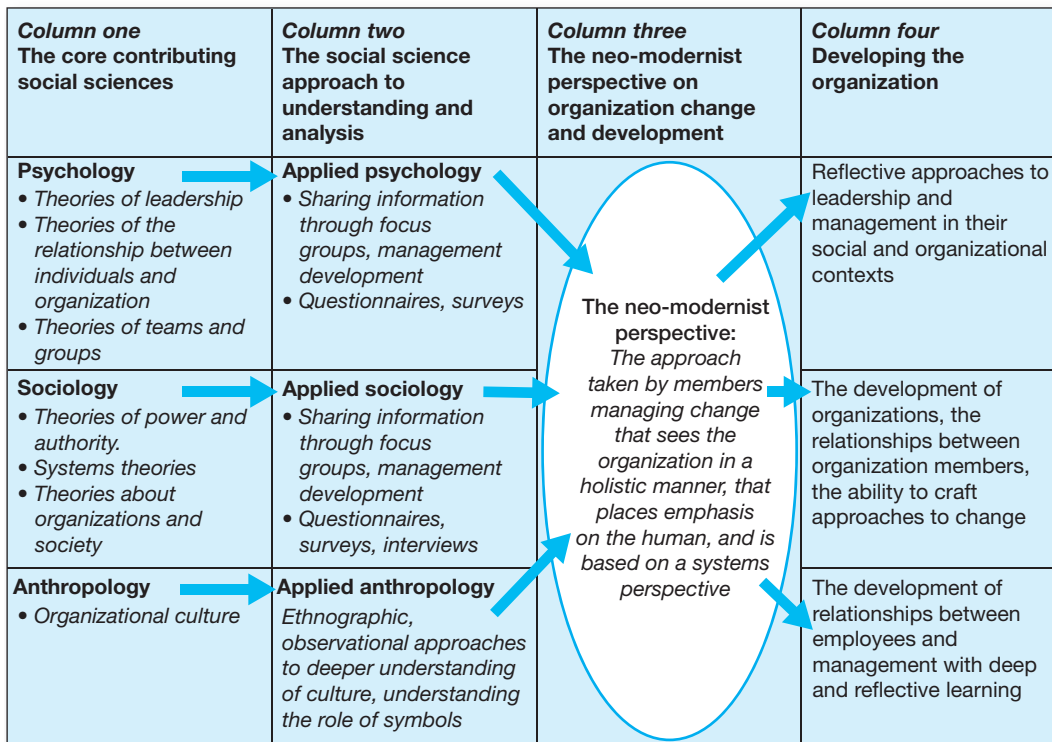 Column one
The core contributing
social sciences
Column two
The social science
approach to
understanding and
analysis
Column three
The neo-modernist
perspective on
organization change
and development
Column four
Developing the
organization
Psychology
• Theories of leadership
• Theories of the
relationship between
individuals and
organization
• Theories of teams and
groups
Applied psychology
• Sharing information
through focus
groups, management
development
• Questionnaires, surveys
Sociology
• Theories of power and
authority.
• Systems theories
• Theories about
organizations and
society
Applied sociology
• Sharing information
through focus
groups, management
development
• Questionnaires,
surveys, interviews
Anthropology
• Organizational culture
Applied anthropology
Ethnographic,
observational approaches
to deeper understanding
of culture, understanding
the role of symbols
The neo-modernist
perspective:
The approach
taken by members
managing change
that sees the
organization in a
holistic manner, that
places emphasis
on the human, and is
based on a systems
perspective
Reflective approaches to
leadership and
management in their
social and organizational
contexts
The development of
organizations, the
relationships between
organization members,
the ability to craft
approaches to change
The development of
relationships between
employees and
management with deep
and reflective learning